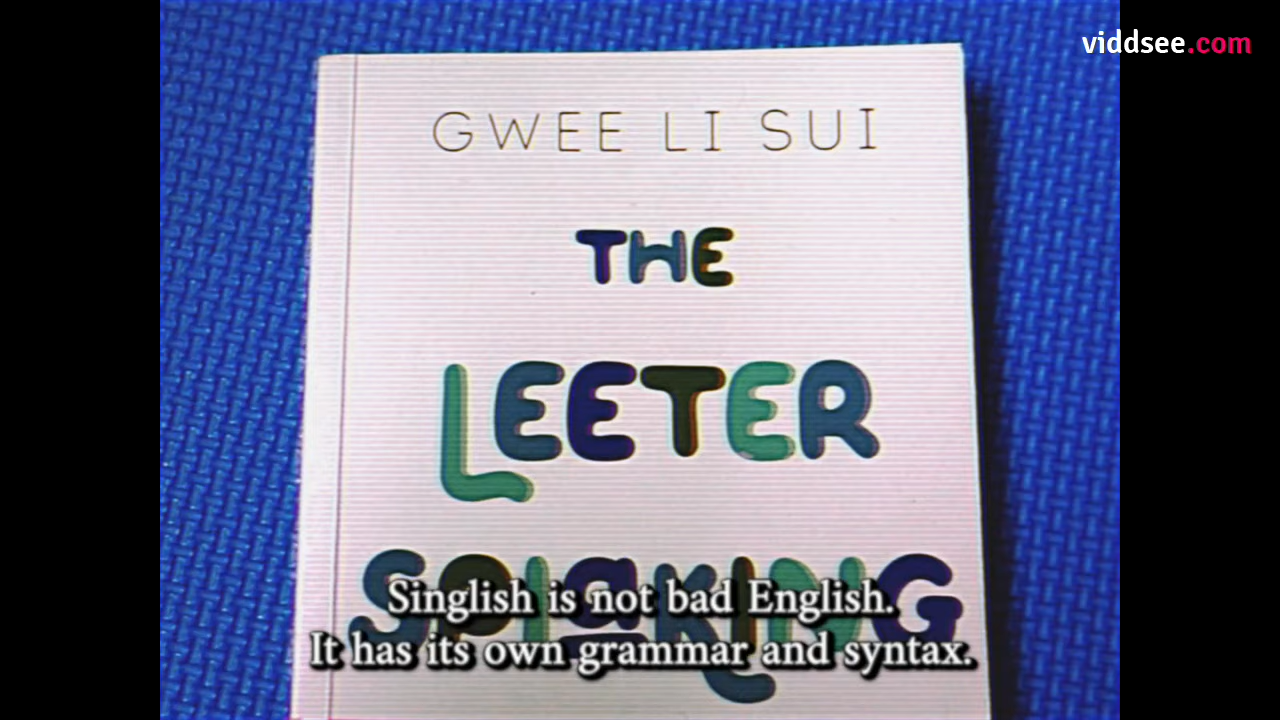 viddsee.com
GWEE LI SUI
THE
LEETER
SPIaKING
Singlish is not bad English.
It has its own grammar and syntax.